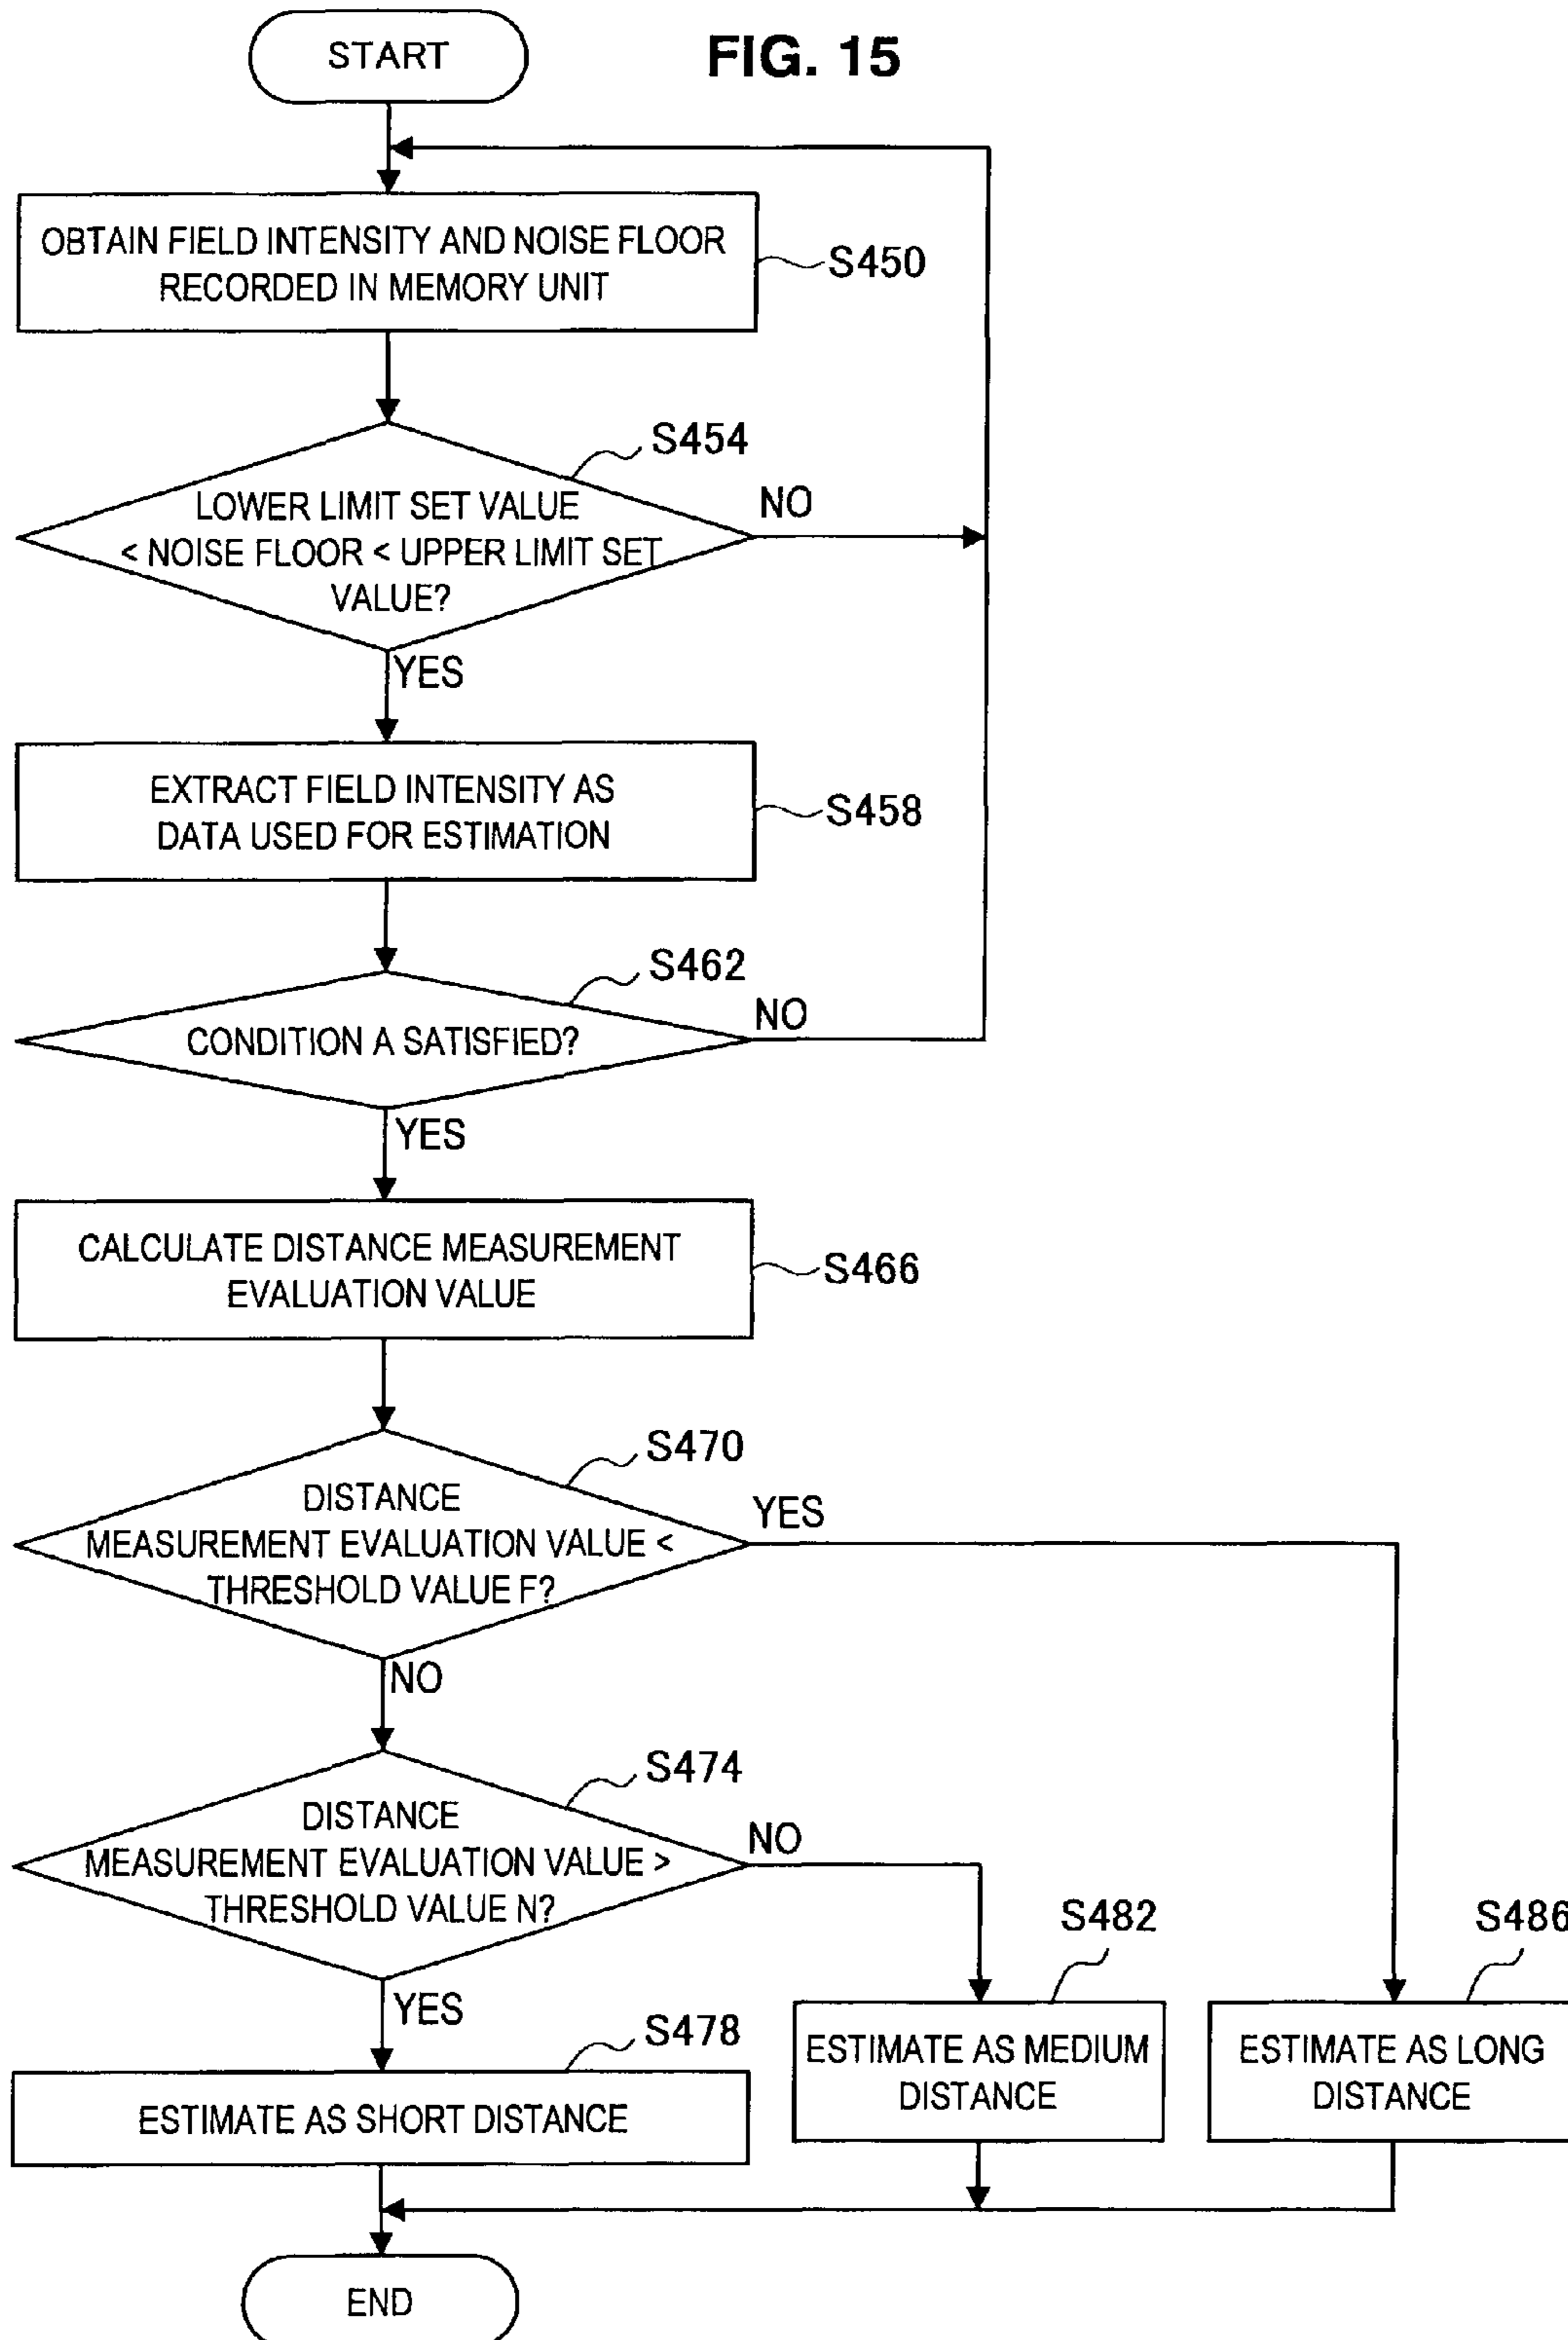 START
FIG. 15
OBTAIN FIELD INTENSITY AND NOISE FLOOR
RECORDED IN MEMORY UNIT
S450
S454
LOWER LIMIT SET VALUE
< NOISE FLOOR < UPPER LIMIT SET
VALUE?
NO
YES
EXTRACT FIELD INTENSITY AS
DATA USED FOR ESTIMATION
S458
S462
CONDITION A SATISFIED?
NO
YES
CALCULATE DISTANCE MEASUREMENT
EVALUATION VALUE
S466
S470
DISTANCE
MEASUREMENT EVALUATION VALUE <
THRESHOLD VALUE F?
YES
NO
S474
DISTANCE
MEASUREMENT EVALUATION VALUE >
THRESHOLD VALUE N?
NO
YES
S478
ESTIMATE AS SHORT DISTANCE
S482
ESTIMATE AS MEDIUM
DISTANCE
S486
ESTIMATE AS LONG
DISTANCE
END